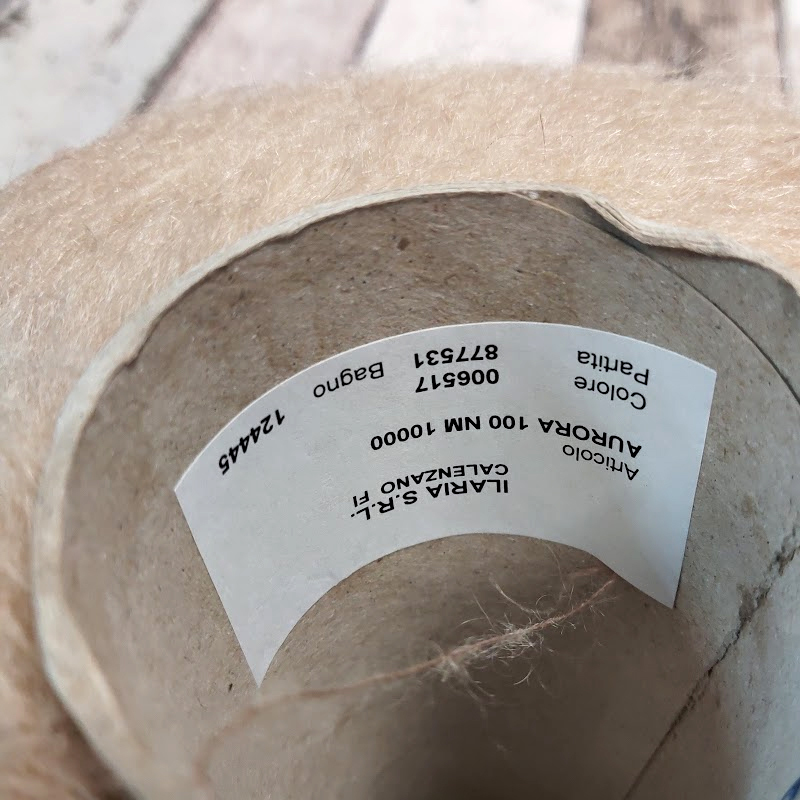 ILARIA S.R.L.
CALENZANO FI
Articolo
AURORA 100 NM 10000
Colore 006517 Bagno 124445
Partita 877531